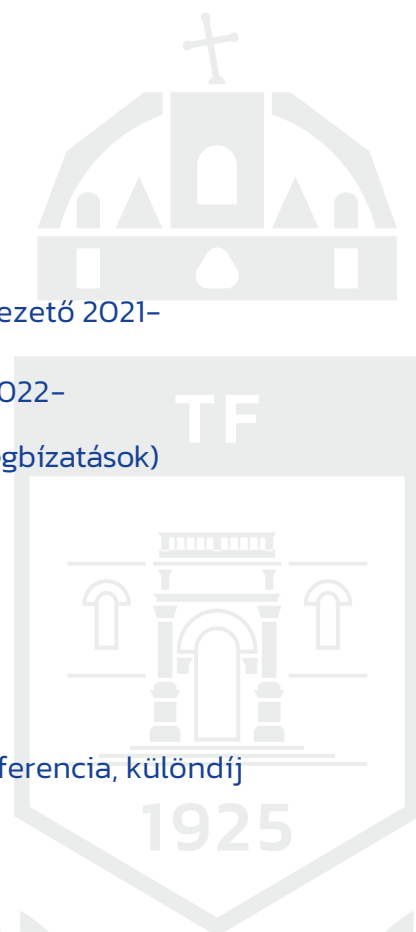 ezető 2021-
022-
TF
gbízatások)
ferencia, különdíj
1925